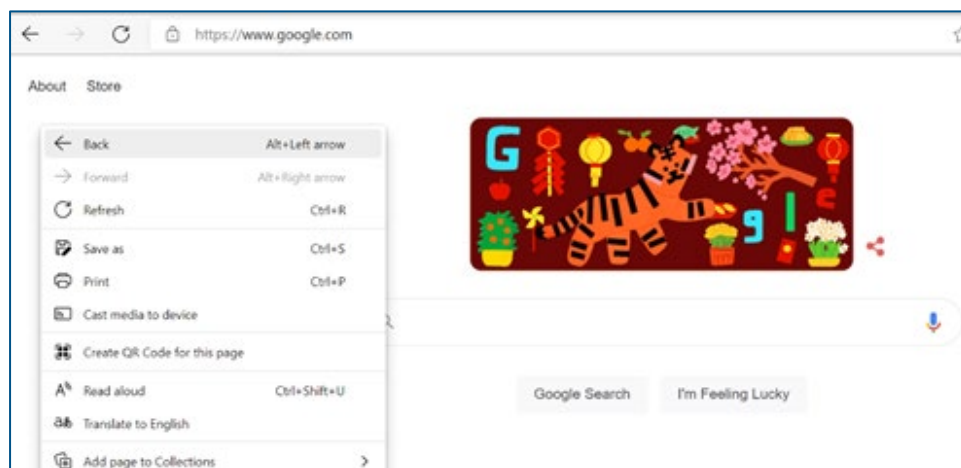 https://www.google.com
About Store
G
g l e
Back Alt+Left arrow
Forward Alt+Right arrow
Refresh Ctrl+R
Save as Ctrl+S
Print Ctrl+P
Cast media to device
Create QR Code for this page
Read aloud Ctrl+Shift+U
Translate to English
Add page to Collections
Google Search I'm Feeling Lucky